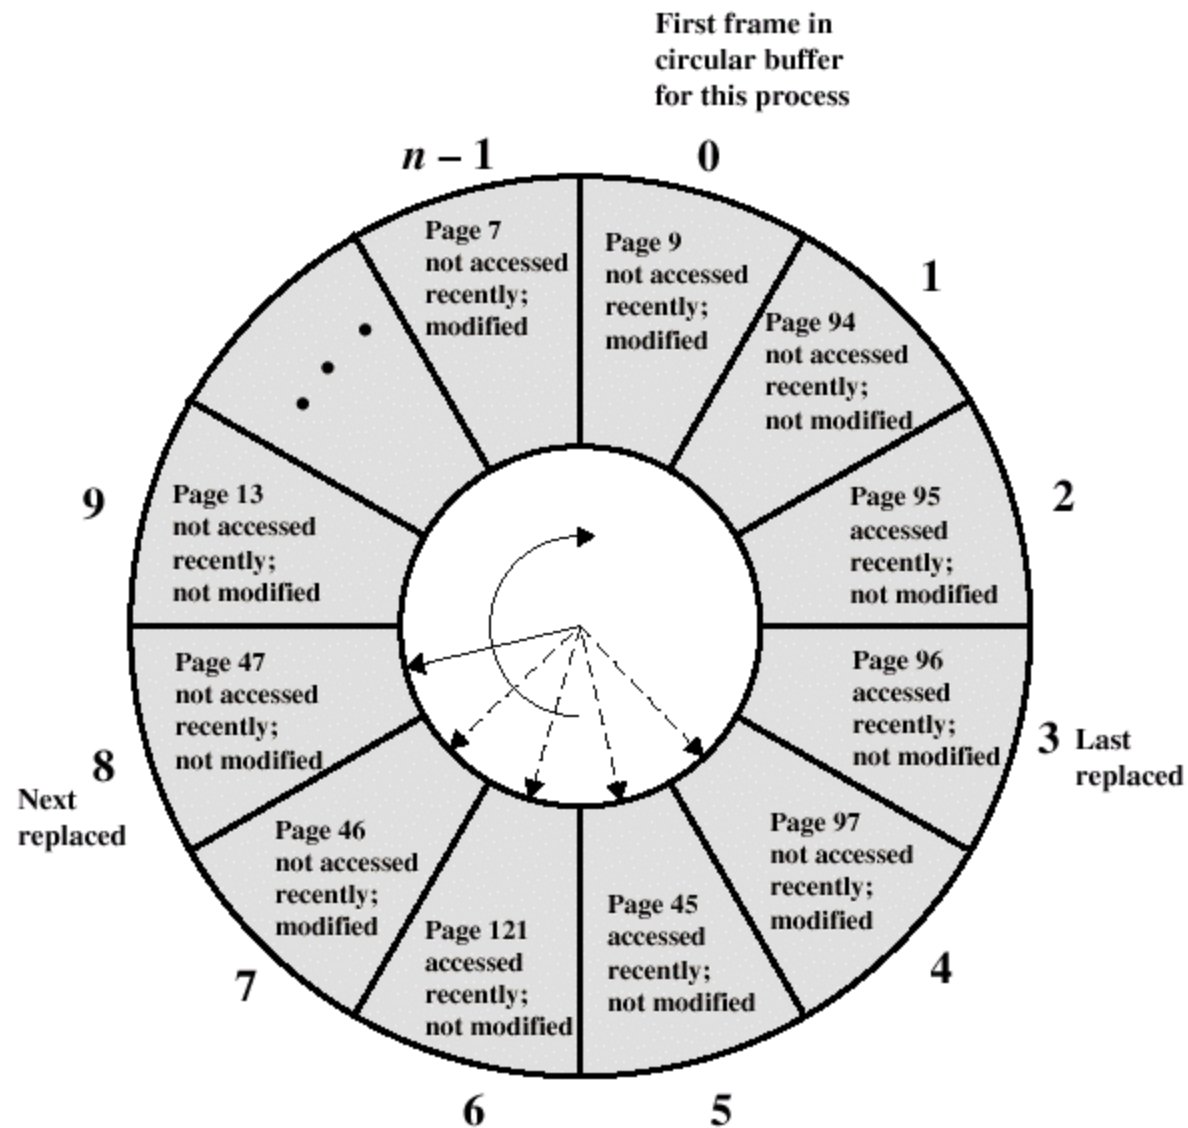 First frame in
circular buffer
for this process
n – 1
0
Page 7
not accessed
recently;
modified
Page 9
not accessed
recently;
modified
1
Page 94
not accessed
recently;
not modified
2
Page 95
accessed
recently;
not modified
3
Last
replaced
Page 96
accessed
recently;
not modified
4
Page 97
not accessed
recently;
modified
5
Page 45
accessed
recently;
not modified
6
Page 121
accessed
recently;
not modified
7
Page 46
not accessed
recently;
modified
8
Next
replaced
Page 47
not accessed
recently;
not modified
9
Page 13
not accessed
recently;
not modified